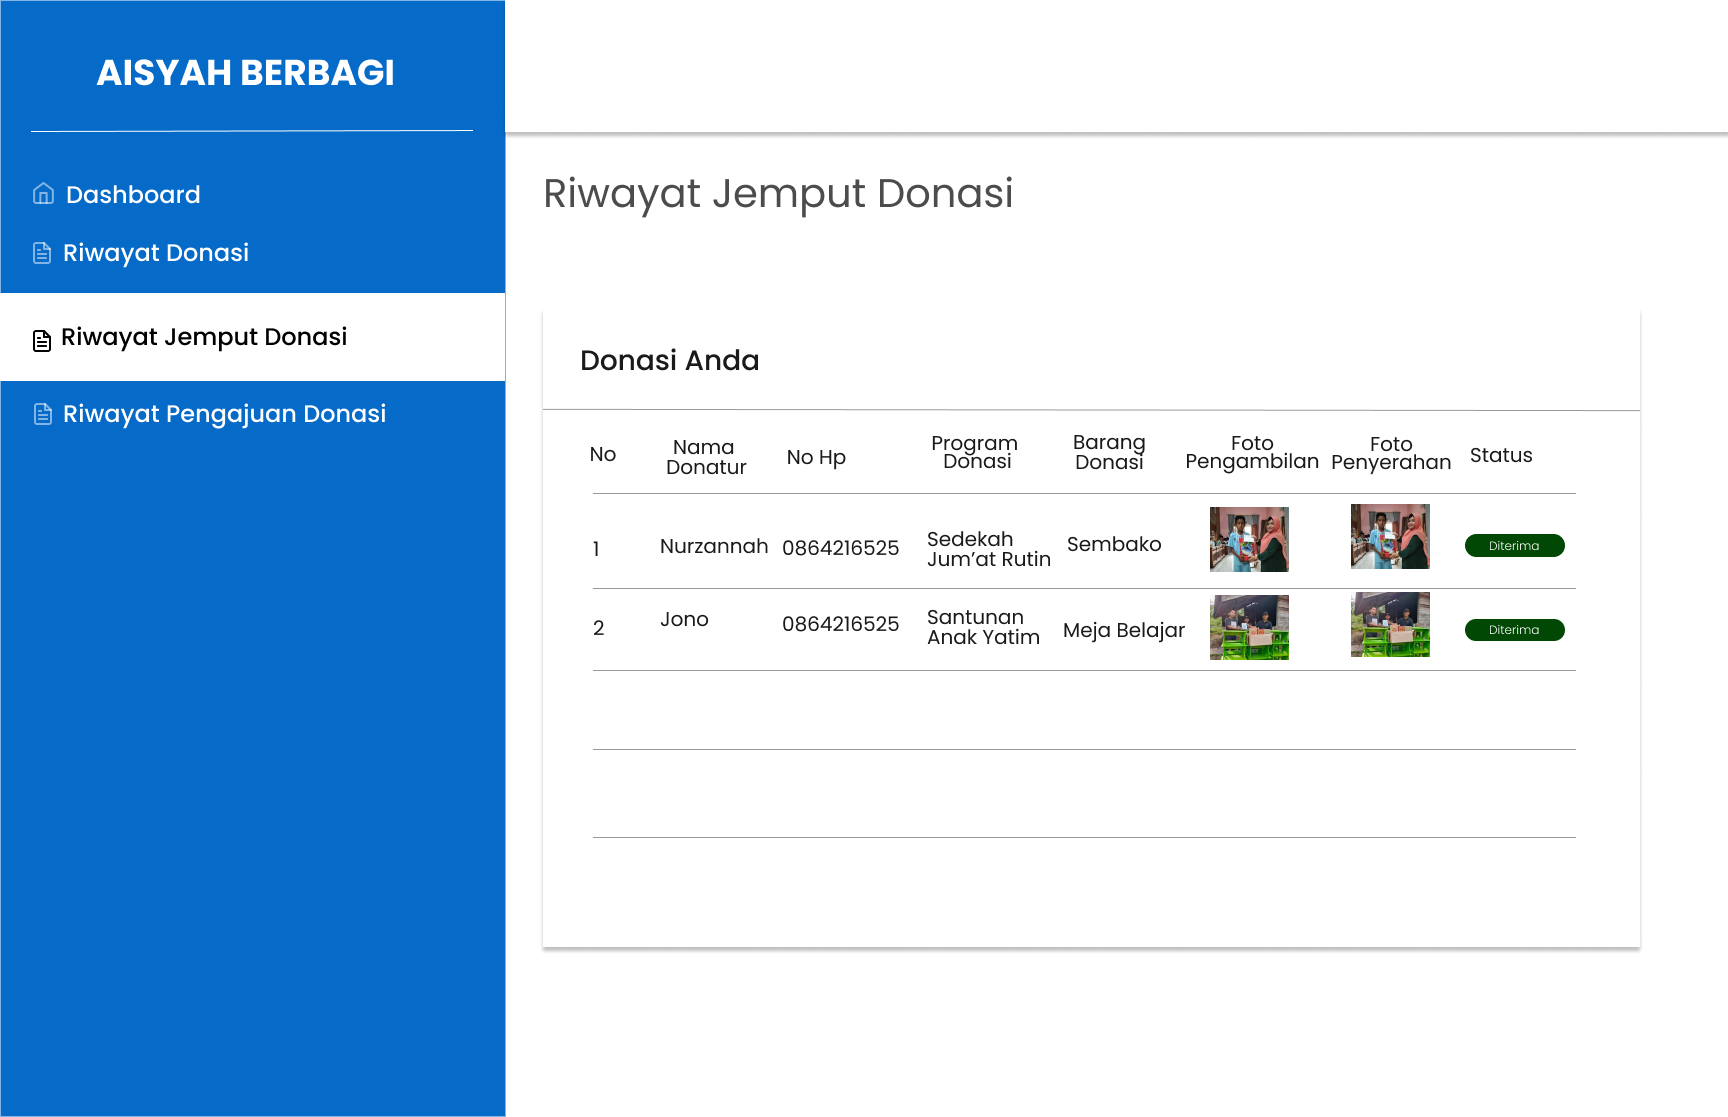 AISYAH BERBAGI
Dashboard
Riwayat Donasi
Riwayat Jemput Donasi
Riwayat Pengajuan Donasi
Riwayat Jemput Donasi
Donasi Anda
No
Nama
Donatur
No Hp
Program
Donasi
Barang
Donasi
Foto
Pengambilan
Foto
Penyerahan
Status
1
Nurzannah
0864216525
Sedekah
Jum’at Rutin
Sembako
Diterima
2
Jono
0864216525
Santunan
Anak Yatim
Meja Belajar
Diterima